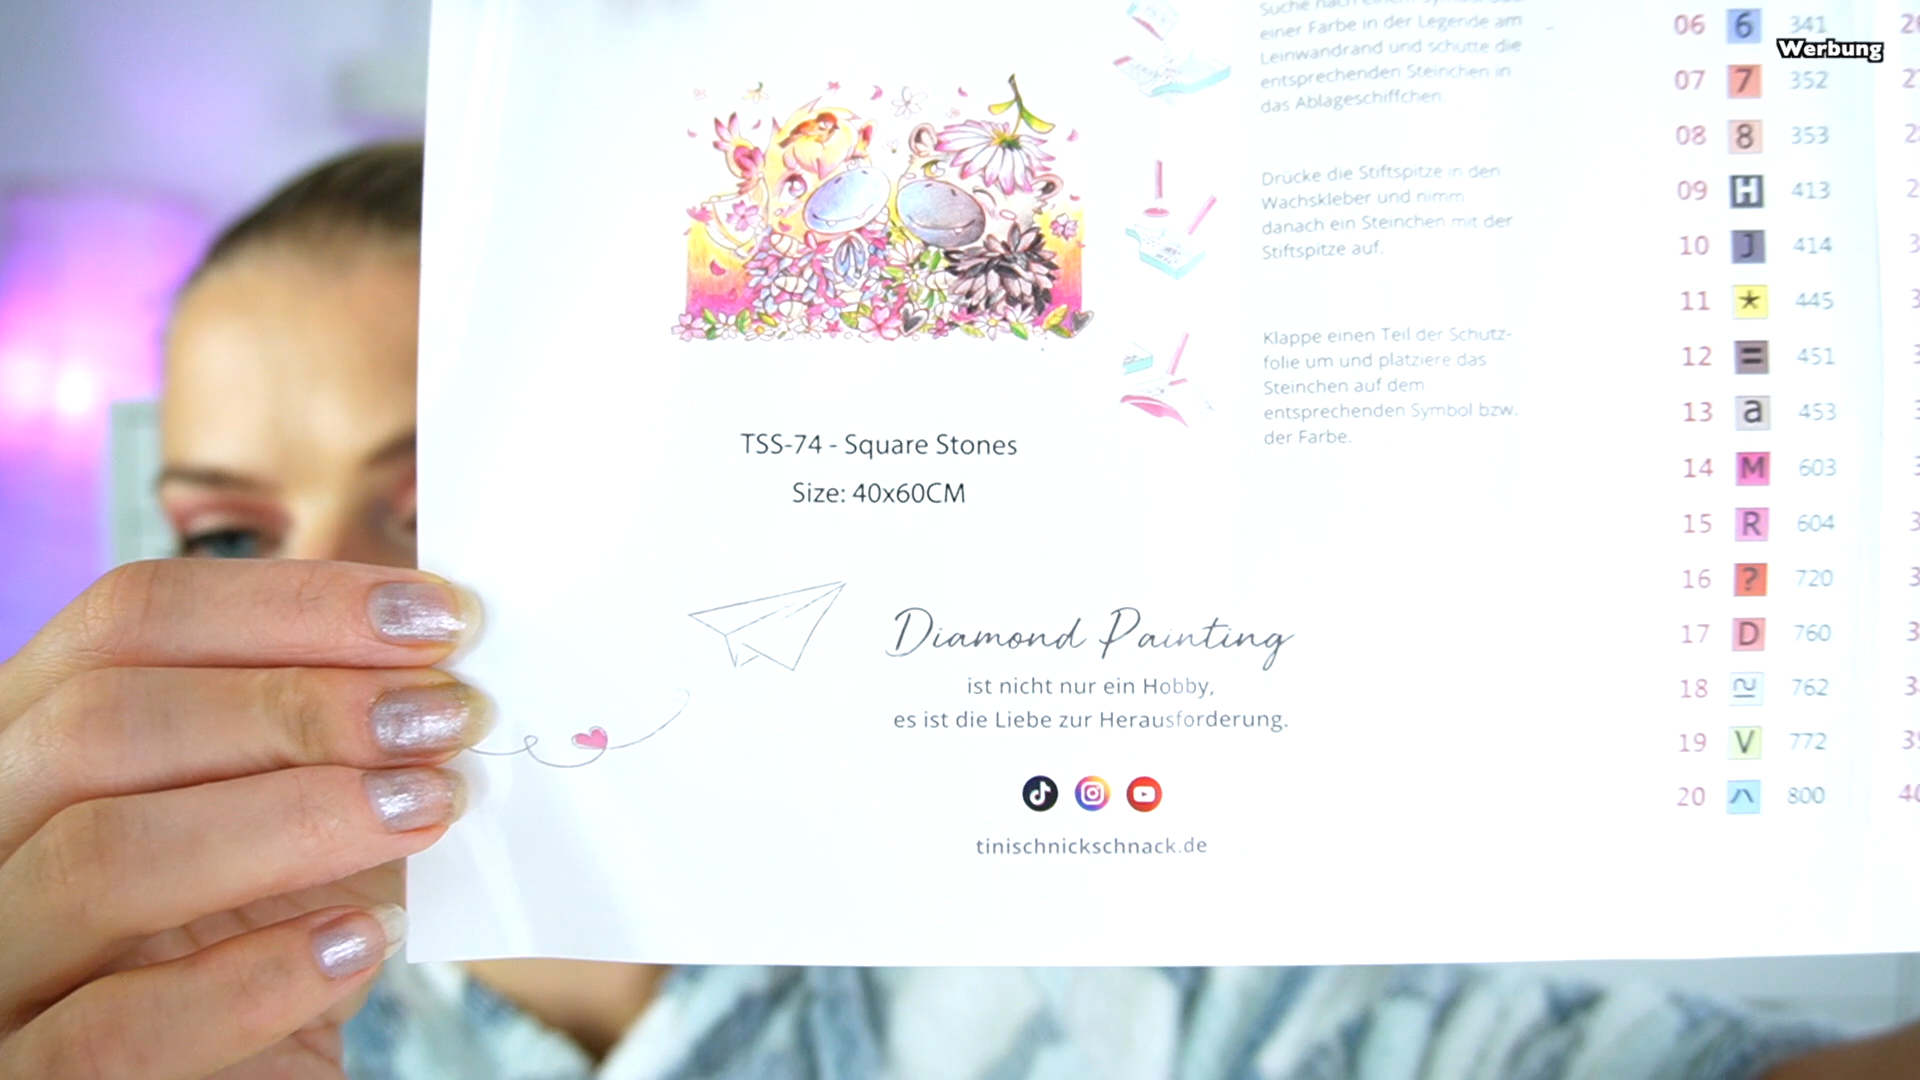 Werbung
Suche nach einem
einer Farbe in der Legende am
Leinwandrand und schütte die
entsprechenden Steinchen in
das Ablageschiffchen.
Drücke die Stiftspitze in den
Wachskleber und nimm
danach ein Steinchen mit der
Stiftspitze auf.
Klappe einen Teil der Schutz-
folie um und platziere das
Steinchen auf dem
entsprechenden Symbol bzw.
der Farbe.
TSS-74 - Square Stones
Size: 40x60CM
Diamond Painting
ist nicht nur ein Hobby,
es ist die Liebe zur Herausforderung.
tinischnickschnack.de
06 6 341
07 7 352
08 8 353
09 H 413
10 J 414
11 * 445
12 = 451
13 a 453
14 M 603
15 R 604
16 ? 720
17 D 760
18 762
19 V 772
20 ^ 800